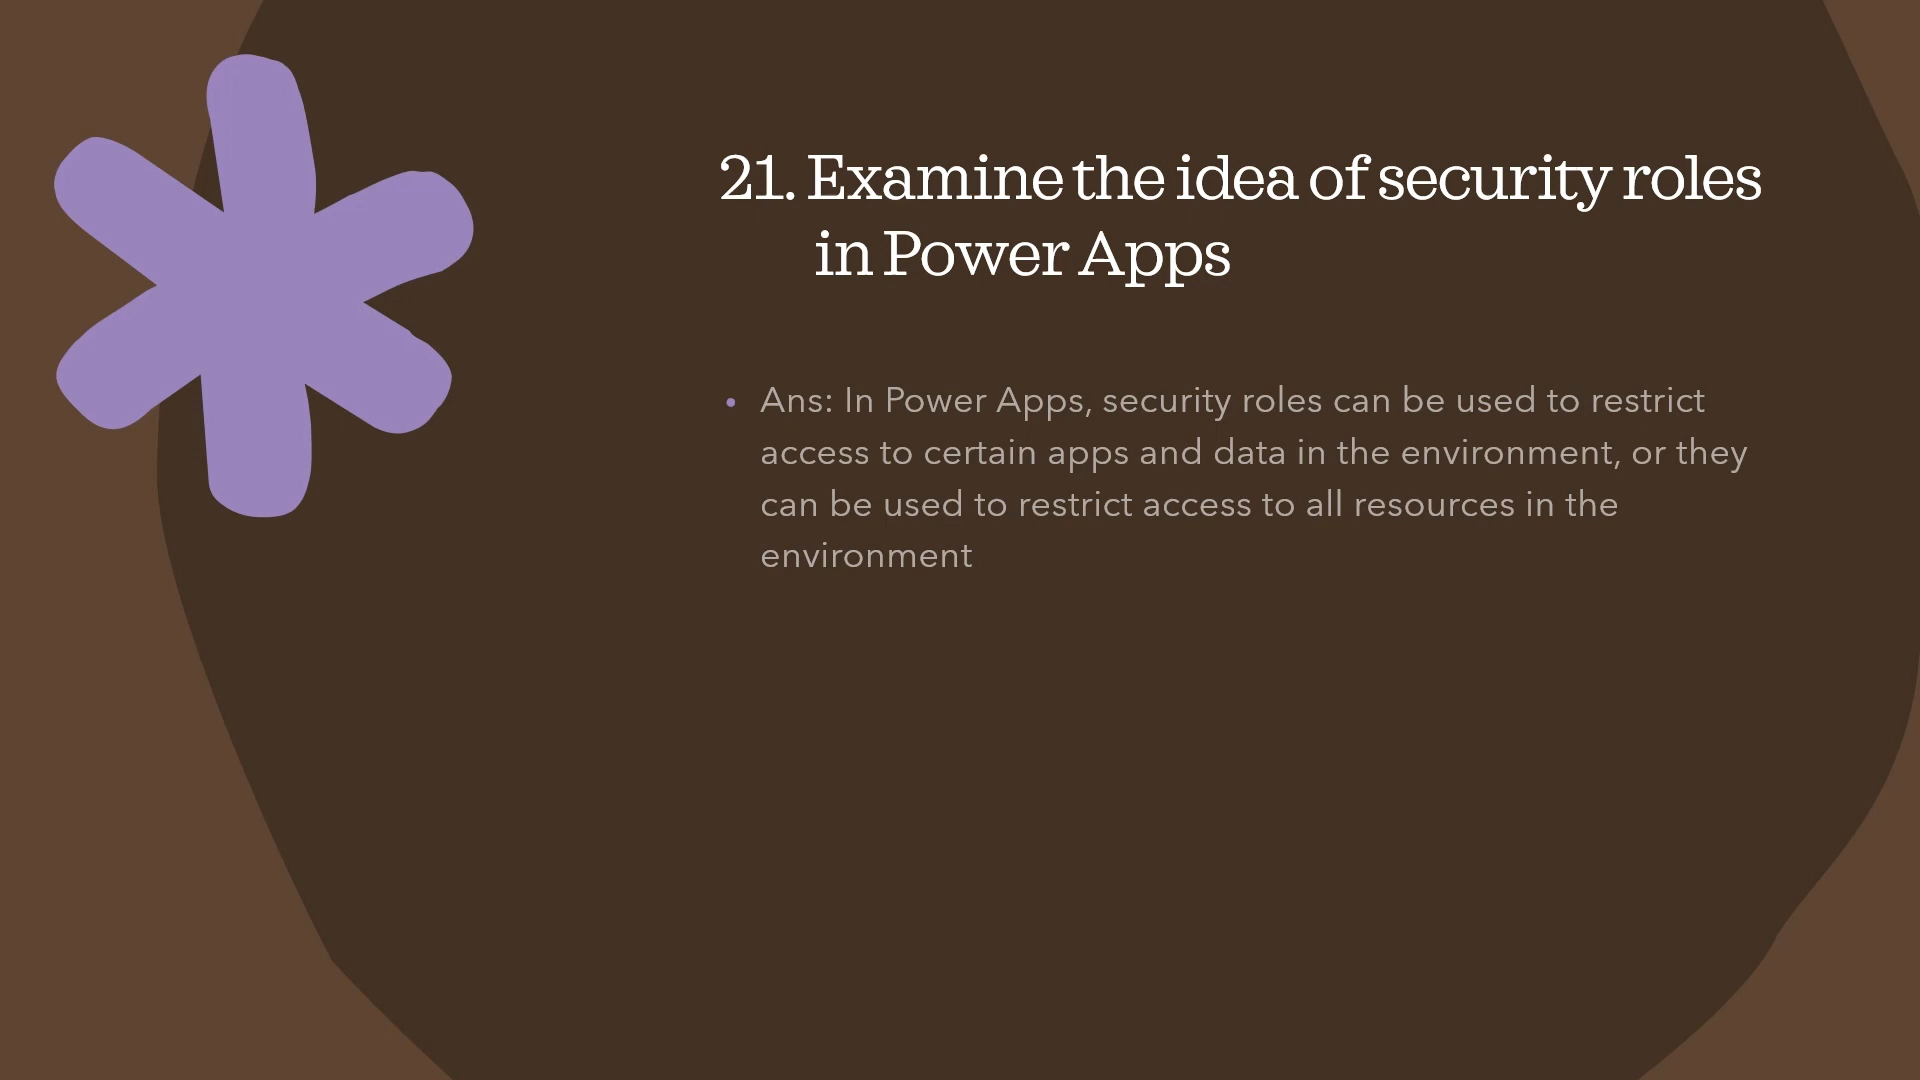 21. Examine the idea of security roles
in Power Apps
• Ans: In Power Apps, security roles can be used to restrict
access to certain apps and data in the environment, or they
can be used to restrict access to all resources in the
environment